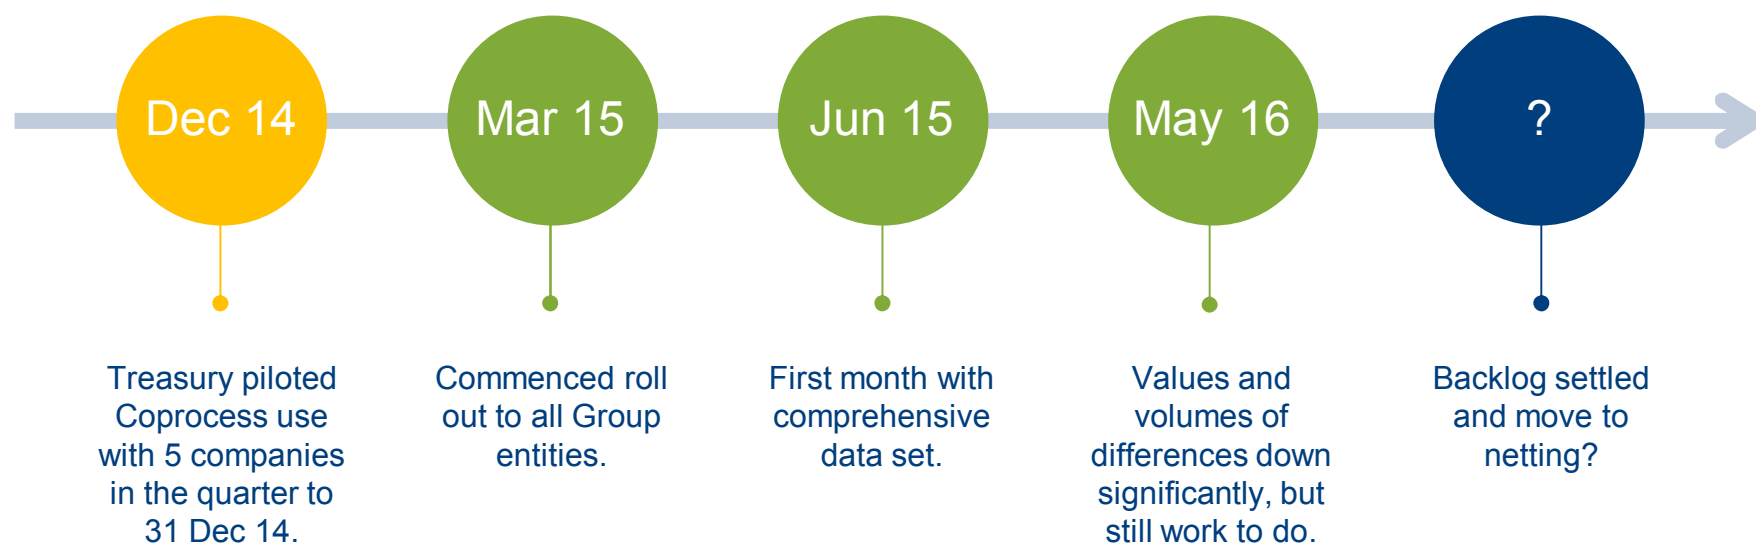 Dec 14
Mar 15
Jun 15
May 16
?
Treasury piloted
Coprocess use
with 5 companies
in the quarter to
31 Dec 14.
Commenced roll
out to all Group
entities.
First month with
comprehensive
data set.
Values and
volumes of
differences down
significantly, but
still work to do.
Backlog settled
and move to
netting?